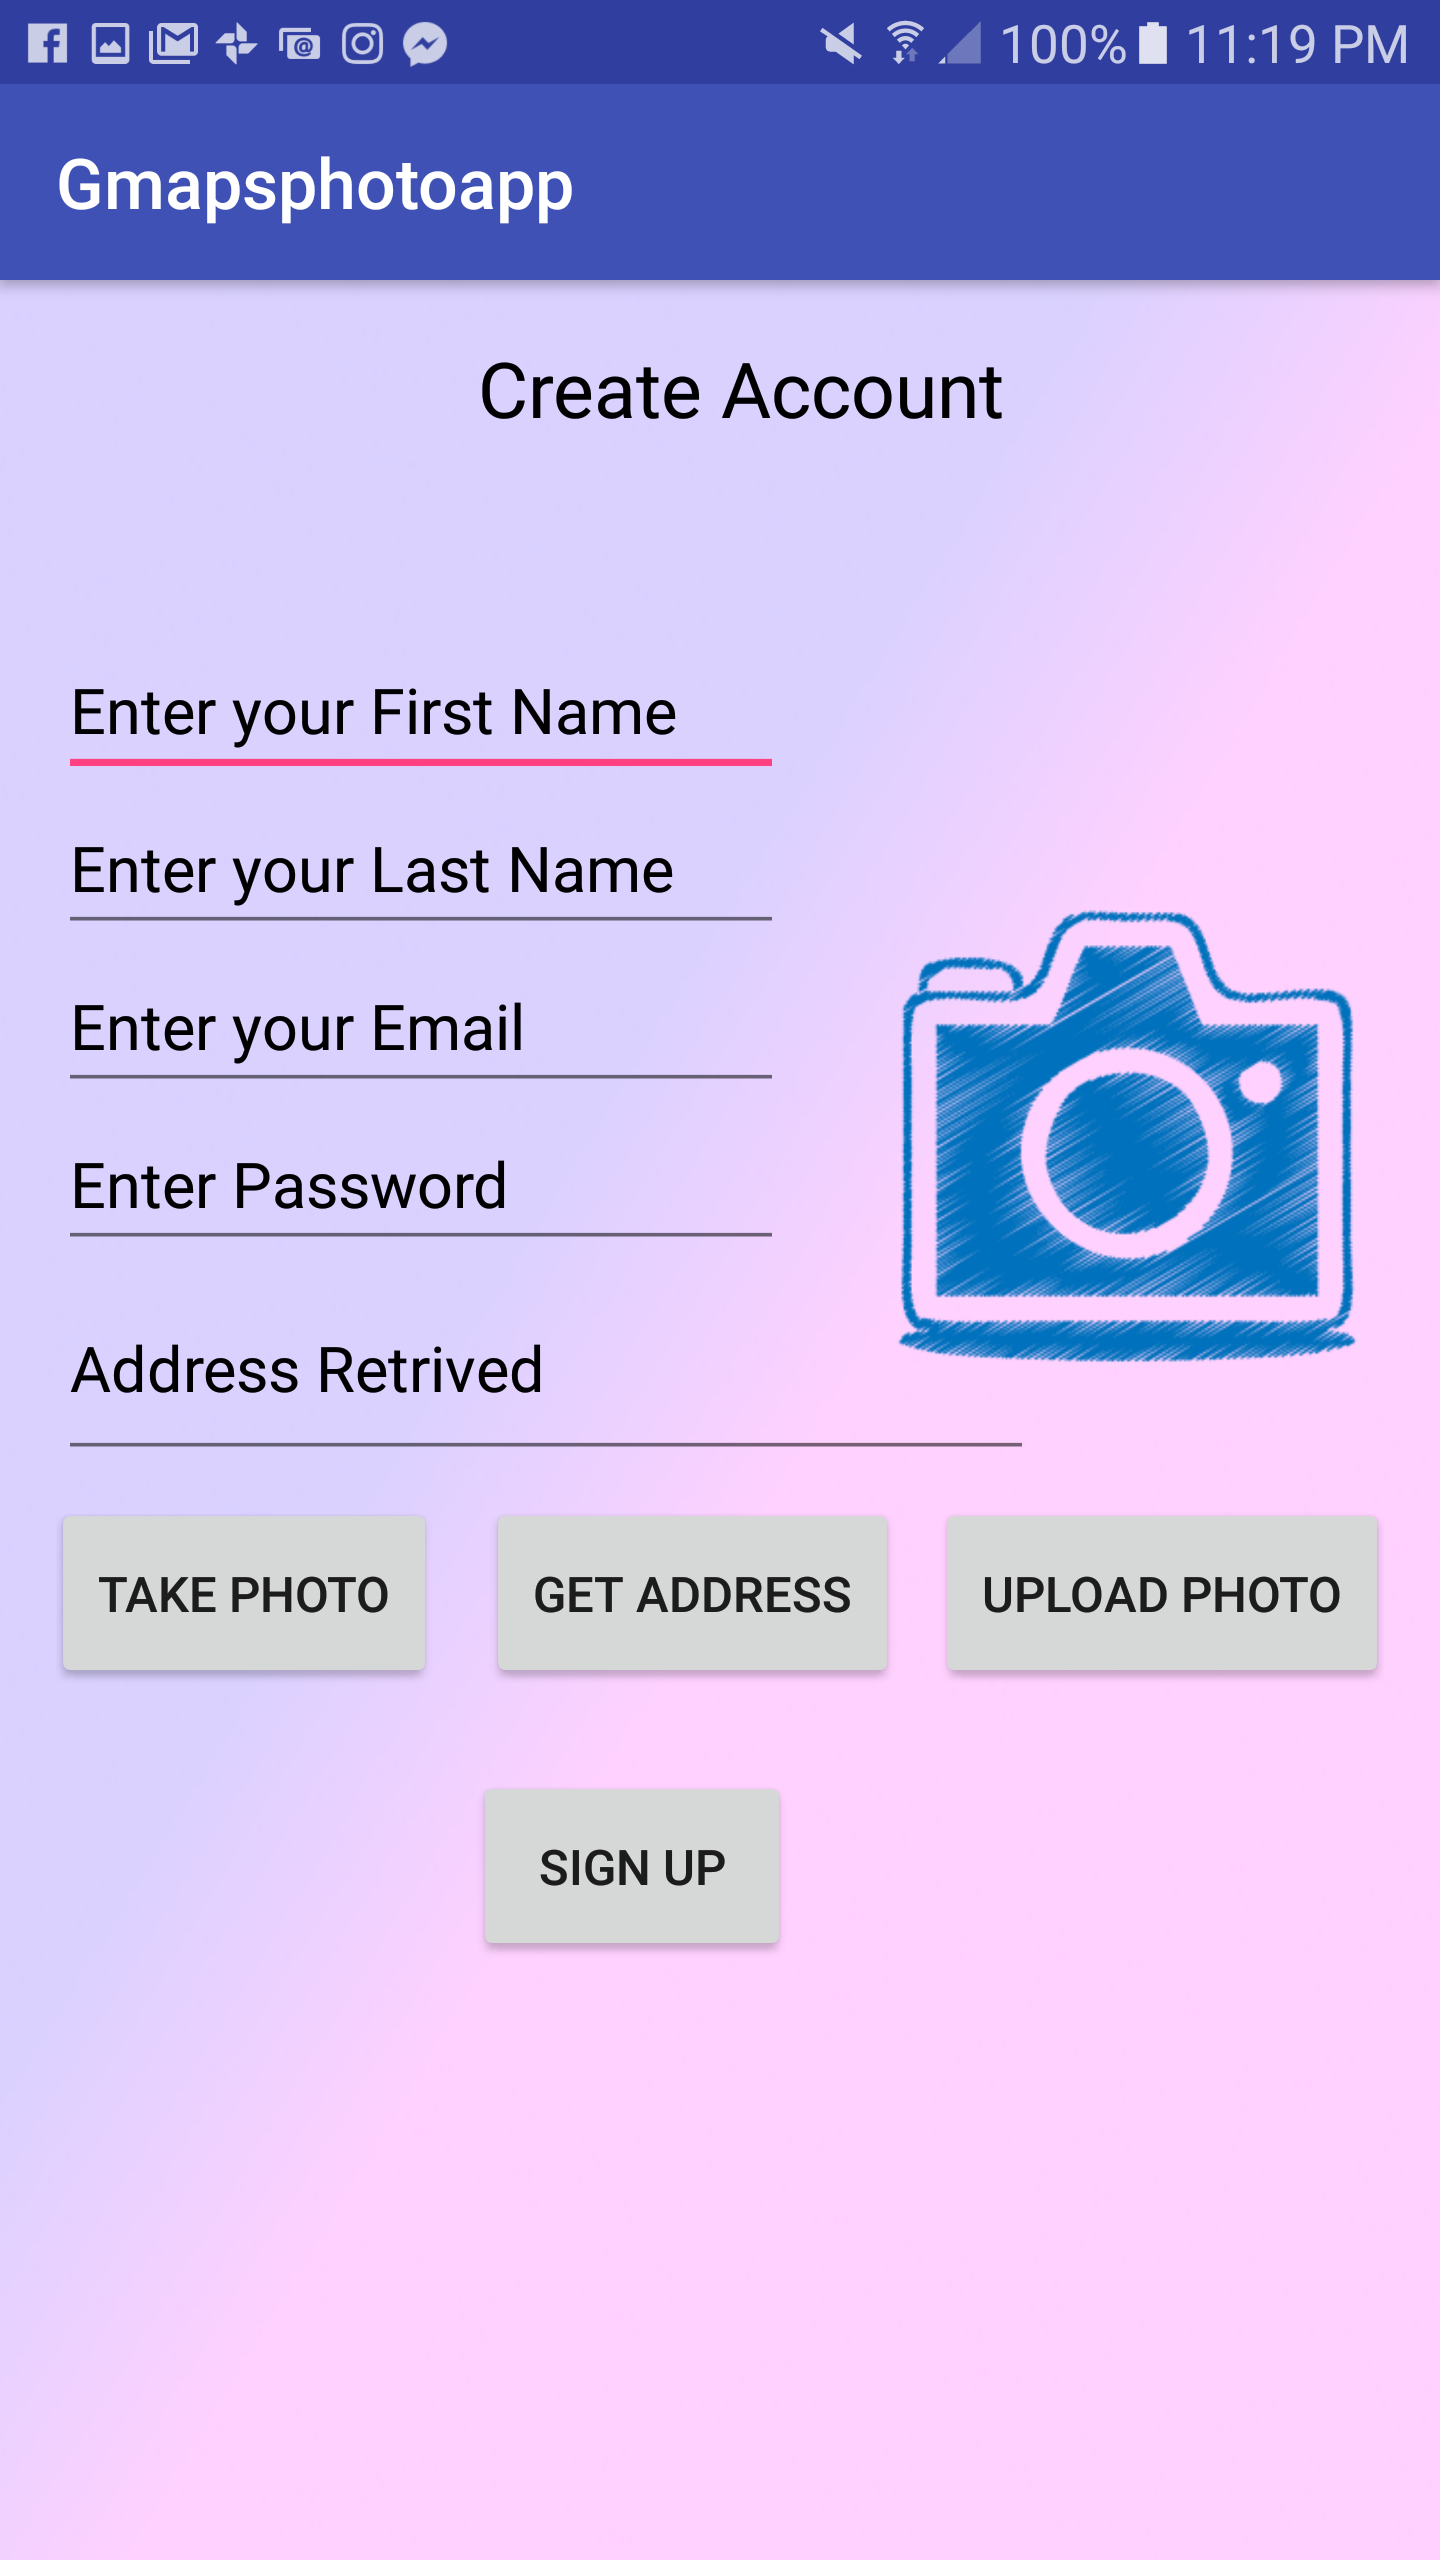 100% 11:19 PM
Gmapsphotoapp
Create Account
Enter your First Name
Enter your Last Name
Enter your Email
Enter Password
Address Retrived
TAKE PHOTO GET ADDRESS UPLOAD PHOTO
SIGN UP